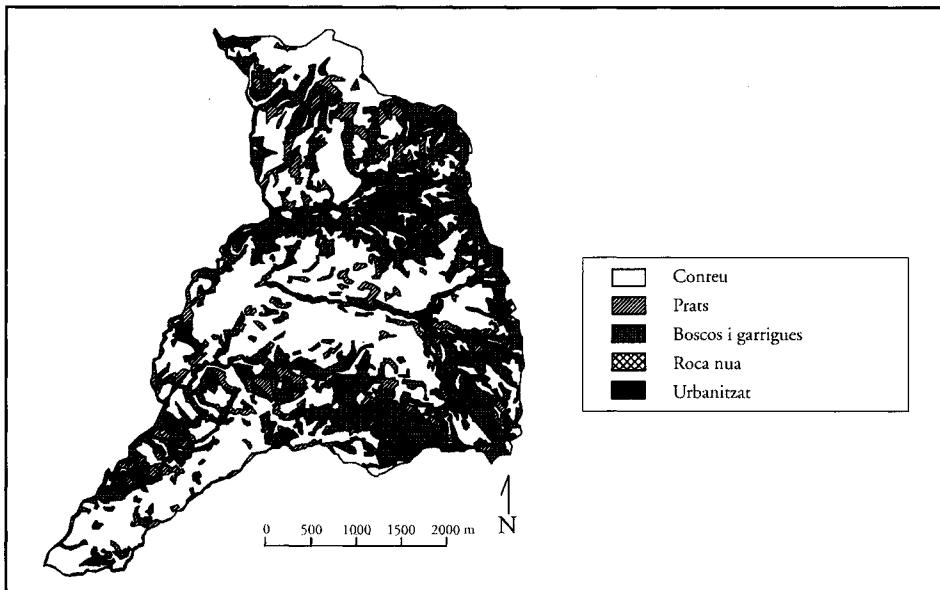 Conreu
Prats
Boscos i garrigues
Roca nua
Urbanitzat
N
0 500 1000 1500 2000 m